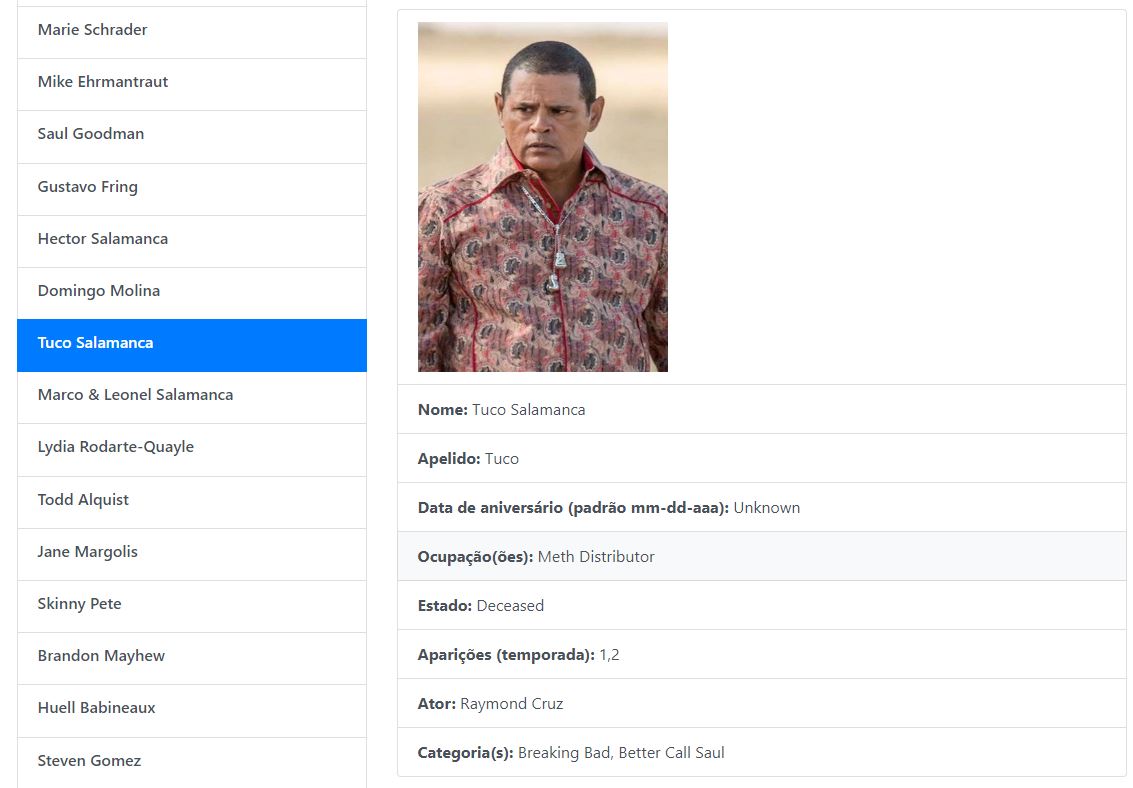 Marie Schrader
Mike Ehrmantraut
Saul Goodman
Gustavo Fring
Hector Salamanca
Domingo Molina
Tuco Salamanca
Marco & Leonel Salamanca
Lydia Rodarte-Quayle
Todd Alquist
Jane Margolis
Skinny Pete
Brandon Mayhew
Huell Babineaux
Steven Gomez
Nome: Tuco Salamanca
Apelido: Tuco
Data de aniversário (padrão mm-dd-aaa): Unknown
Ocupação(ões): Meth Distributor
Estado: Deceased
Aparições (temporada): 1,2
Ator: Raymond Cruz
Categoria(s): Breaking Bad, Better Call Saul